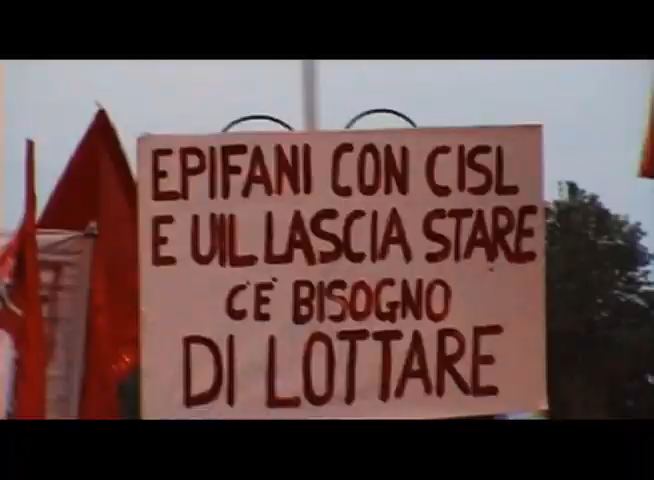 EPIFANI CON CISL
E UIL LASCIA STARE
C'È BISOGNO
DI LOTTARE